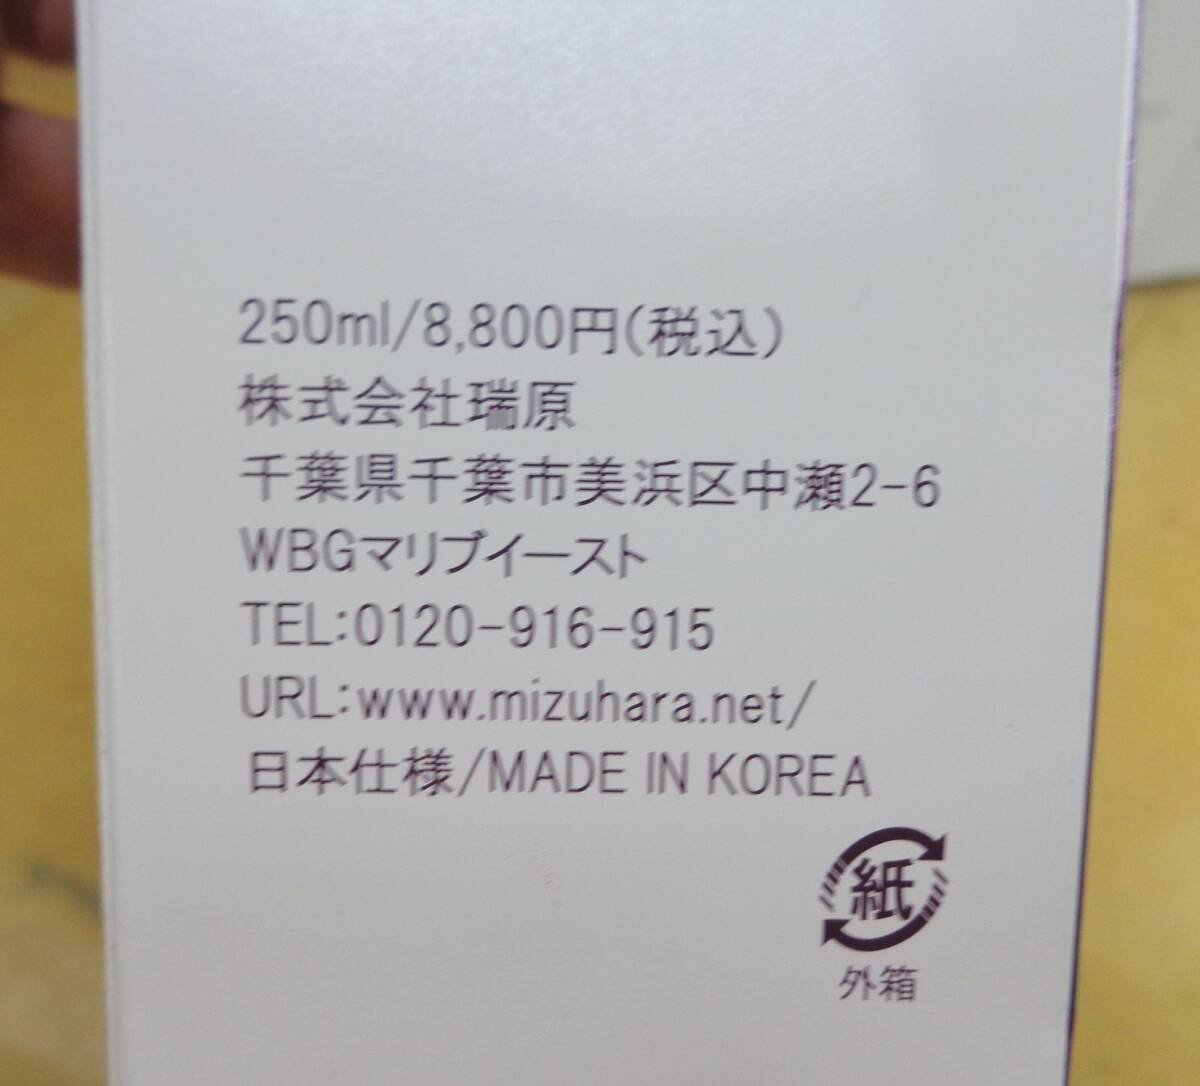 250ml/8,800円(税込)
株式会社瑞原
千葉県千葉市美浜区中瀬2-6
WBGマリブイースト
TEL:0120-916-915
URL:www.mizuhara.net/
日本仕様/MADE IN KOREA
紙
外箱